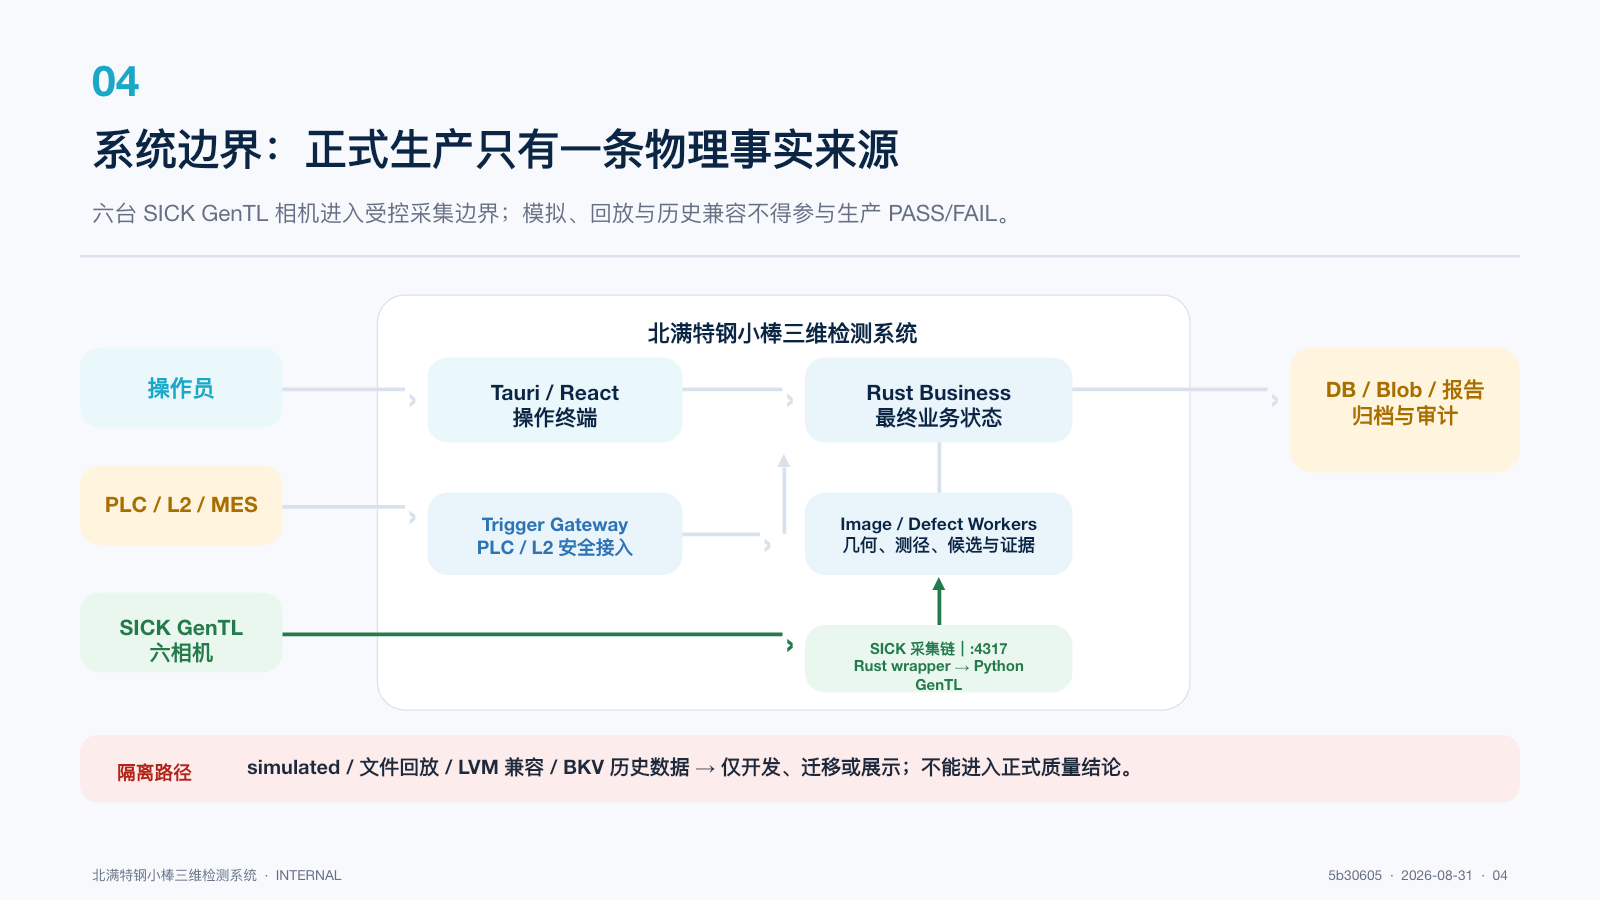 04
系统边界：正式生产只有一条物理事实来源
六台 SICK GenTL 相机进入受控采集边界；模拟、回放与历史兼容不得参与生产 PASS/FAIL。
北满特钢小棒三维检测系统
操作员
Tauri / React
操作终端
Rust Business
最终业务状态
DB / Blob / 报告
归档与审计
PLC / L2 / MES
Trigger Gateway
PLC / L2 安全接入
Image / Defect Workers
几何、测径、候选与证据
SICK GenTL
六相机
SICK 采集链｜:4317
Rust wrapper → Python
GenTL
隔离路径
simulated / 文件回放 / LVM 兼容 / BKV 历史数据 → 仅开发、迁移或展示；不能进入正式质量结论。
北满特钢小棒三维检测系统 · INTERNAL
5b30605 · 2026-08-31 · 04